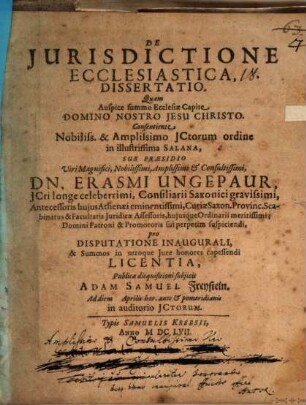 DE
JURISDICTIONE
ECCLESIASTICA, 18.
DISSERTATIO.
Quam
Auspice summo Ecclesiæ Capite
DOMINO NOSTRO JESU CHRISTO.
Consentiente
Nobiliss. & Amplissimo JCtorum ordine
in illustrissima SALANA,
SUB PRÆSIDIO
Viri Magnifici, Nobilissimi, Amplissimi & Consultissimi,
DN. ERASMI UNGEPAUR,
JCti longe celeberrimi, Consiliarii Saxonici gravissimi,
Antecessoris hujus Athenæi eminentissimi, Curiæ Saxon. Provinc. Sca-
binatus & Facultatis Juridicæ Assessoris, hujusque Ordinarii meritissimi,
Domini Patroni & Promotoris sui perpetim suspiciendi,
pro
DISPUTATIONE INAUGURALI,
& Summos in utroque Jure honores capessendi
LICENTIA,
Publicæ disquisitioni subjicit
ADAM SAMUEL Freystein,
Ad diem Aprilis hor. ante & pomeridianis
in auditorio JCTORUM.
Typis SAMUELIS KREBSII,
Anno M DC LVII.